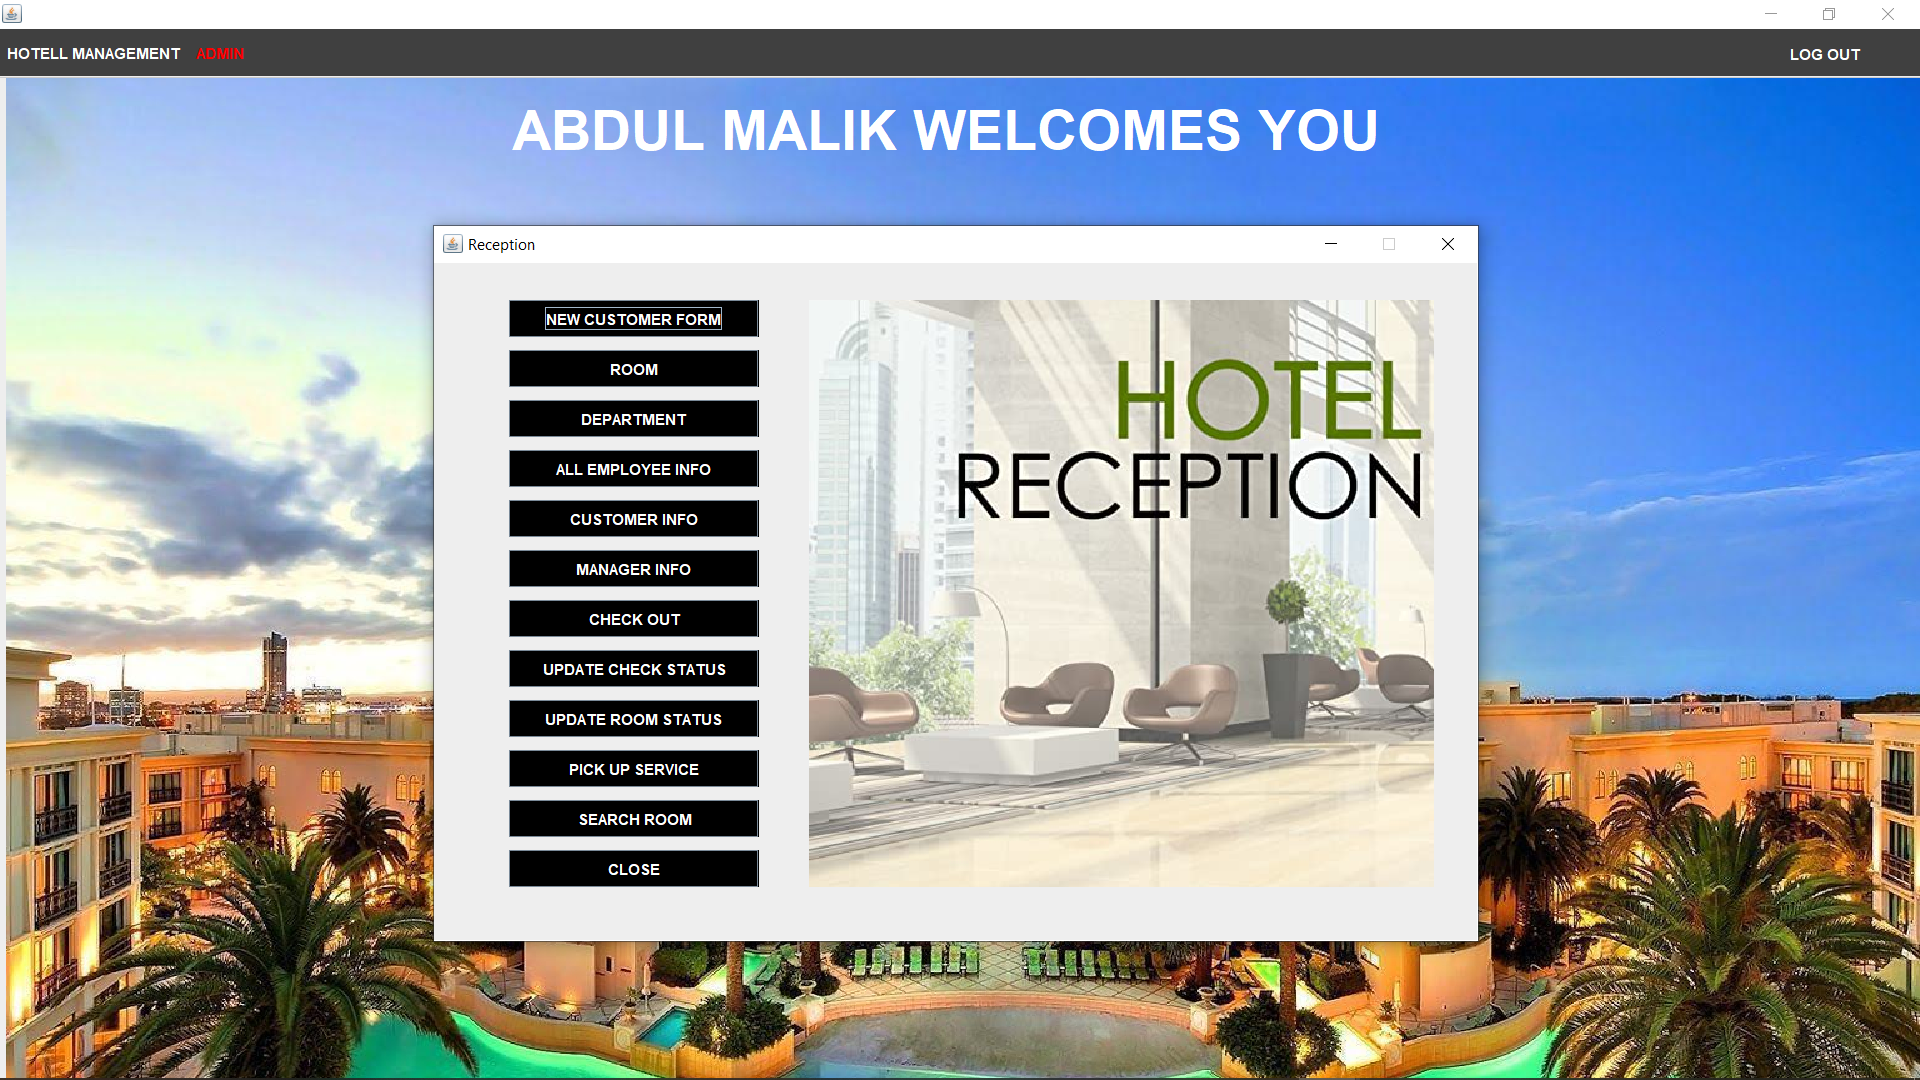 HOTELL MANAGEMENT ADMIN LOG OUT
ABDUL MALIK WELCOMES YOU
Reception
NEW CUSTOMER FORM
ROOM
DEPARTMENT
ALL EMPLOYEE INFO
CUSTOMER INFO
MANAGER INFO
CHECK OUT
UPDATE CHECK STATUS
UPDATE ROOM STATUS
PICK UP SERVICE
SEARCH ROOM
CLOSE
HOTEL
RECEPTION